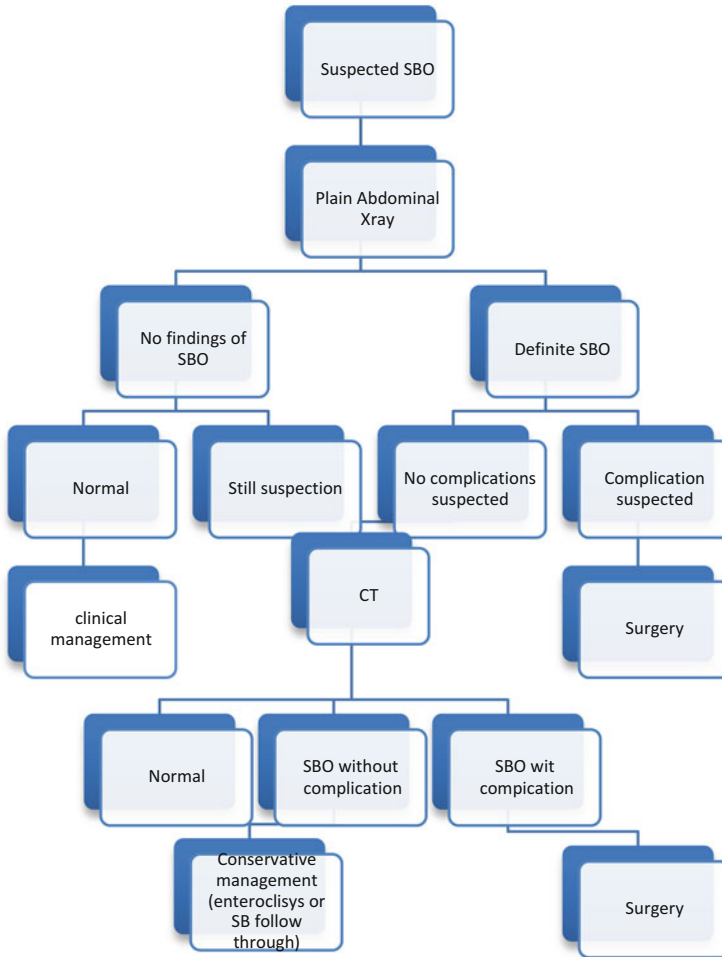 Suspected SBO
Plain Abdominal
Xray
No findings of
SBO
Definite SBO
Normal
Still suspection
No complications
suspected
Complication
suspected
clinical
management
CT
Surgery
Normal
SBO without
complication
SBO wit
compication
Conservative
management
(enteroclisys or
SB follow
through)
Surgery